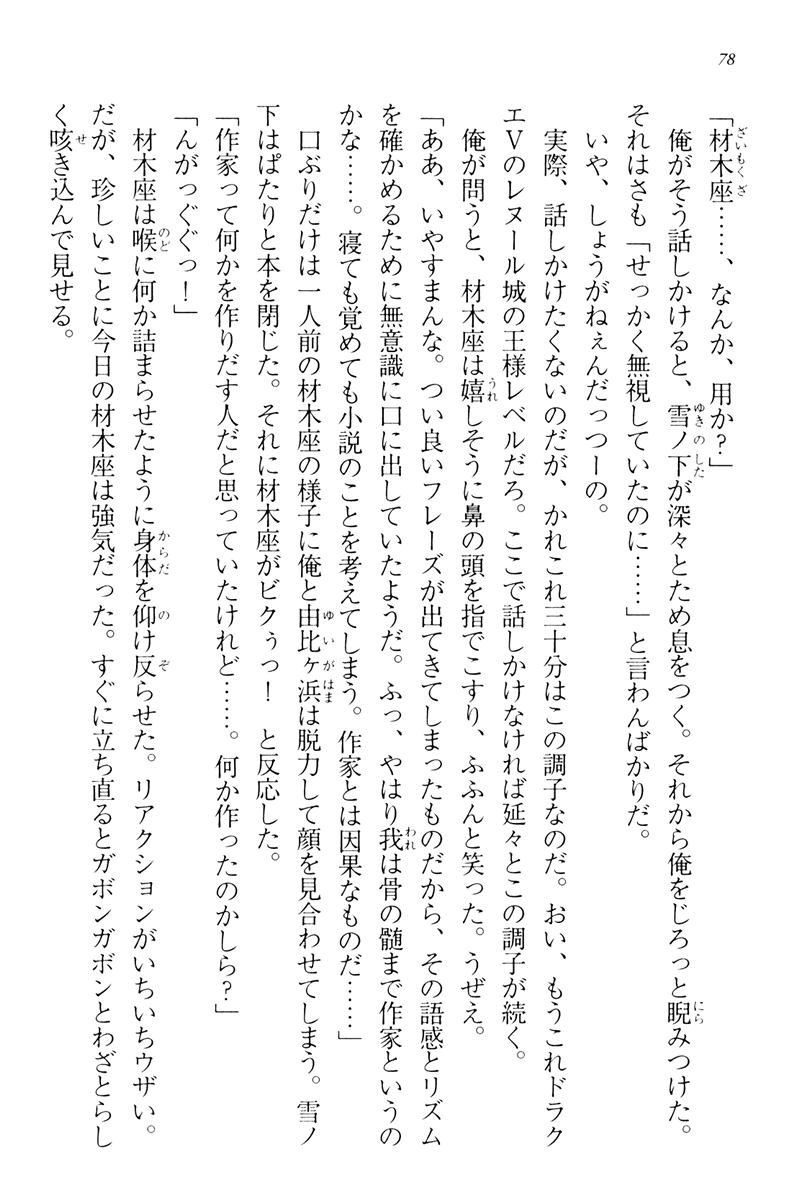 78
「材木座……、なんか、用か？」
　俺がそう話しかけると、雪ノ下が深々とため息をつく。それから俺をじろっと睨みつけた。
それはさも「せっかく無視していたのに……」と言わんばかりだ。
　いや、しょうがねぇんだっつーの。
　実際、話しかけたくないのだが、かれこれ三十分はこの調子なのだ。おい、もうこれドラク
エVのレヌール城の王様レベルだろ。ここで話しかけなければ延々とこの調子が続く。
　俺が問うと、材木座は嬉しそうに鼻の頭を指でこすり、ふふんと笑った。うぜえ。
「ああ、いやすまんな。つい良いフレーズが出てきてしまったものだから、その語感とリズム
を確かめるために無意識に口に出していたようだ。ふっ、やはり我は骨の髄まで作家というの
かな……。寝ても覚めても小説のことを考えてしまう。作家とは因果なものだ……」
　口ぶりだけは一人前の材木座の様子に俺と由比ヶ浜は脱力して顔を見合わせてしまう。雪ノ
下はぱたりと本を閉じた。それに材木座がビクぅっ！　と反応した。
「作家って何かを作りだす人だと思っていたけれど……。何か作ったのかしら？」
「んがっぐぐっ！」
　材木座は喉に何か詰まらせたように身体を仰け反らせた。リアクションがいちいちウザい。
だが、珍しいことに今日の材木座は強気だった。すぐに立ち直るとガボンガボンとわざとらし
く咳き込んで見せる。